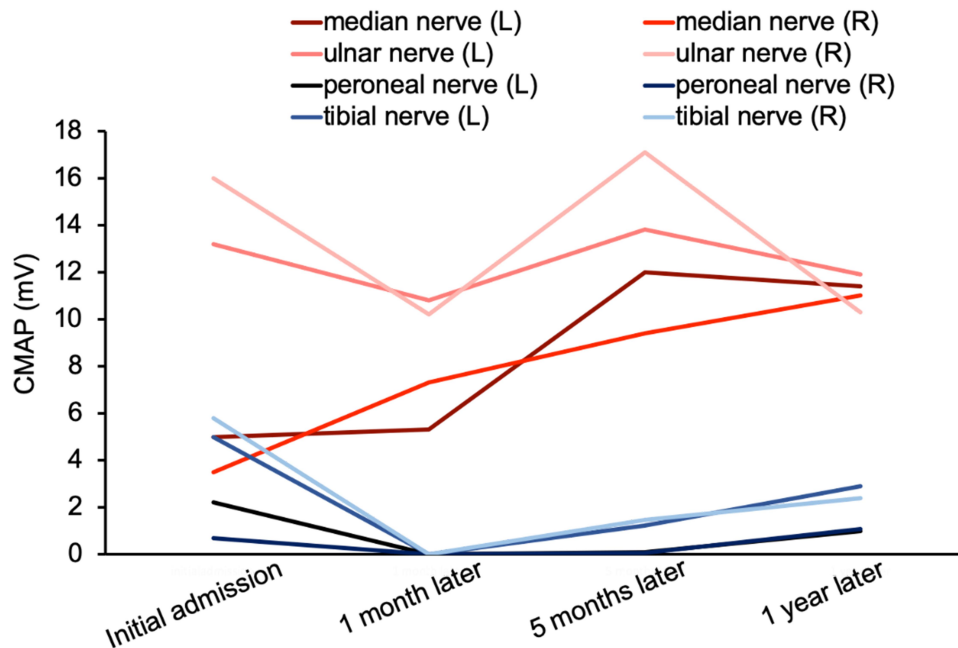 median nerve (L) median nerve (R)
ulnar nerve (L) ulnar nerve (R)
peroneal nerve (L) peroneal nerve (R)
tibial nerve (L) tibial nerve (R)
18
16
14
12
10
8
6
4
2
0
CMAP (mV)
Initial admission
1 month later
5 months later
1 year later